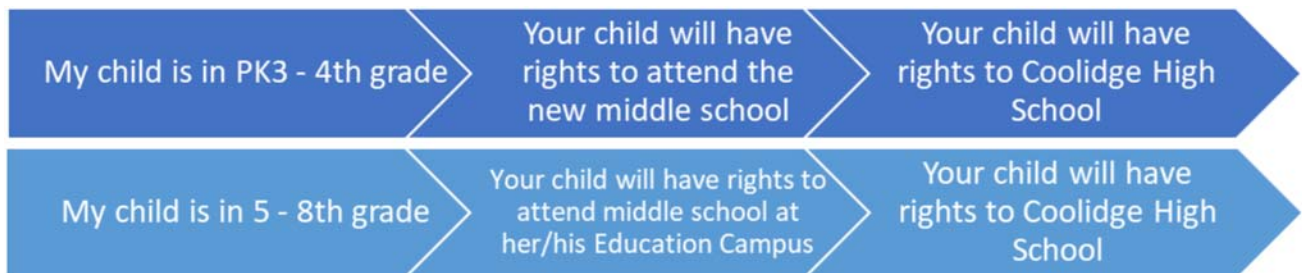 My child is in PK3 - 4th grade
Your child will have
rights to attend the
new middle school
Your child will have
rights to Coolidge High
School
My child is in 5 - 8th grade
Your child will have rights to
attend middle school at
her/his Education Campus
Your child will have
rights to Coolidge High
School